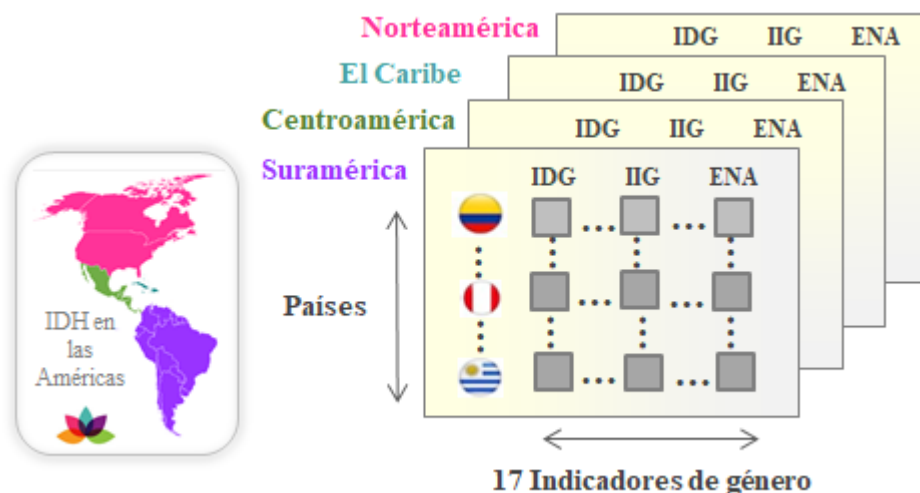 Norteamérica
IDG IIG ENA
El Caribe
IDG IIG ENA
Centroamérica
IDG IIG ENA
Suramérica
IDG IIG ENA
Países
IDH en
las
Américas
17 Indicadores de género